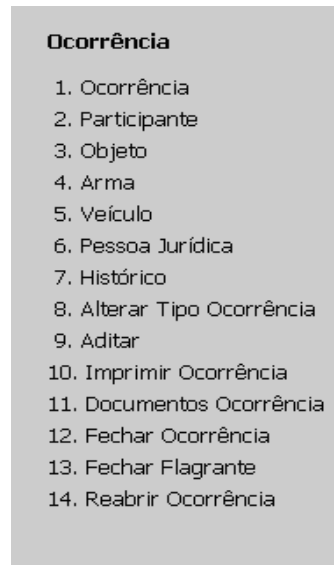 Ocorrência
1. Ocorrência
2. Participante
3. Objeto
4. Arma
5. Veículo
6. Pessoa Jurídica
7. Histórico
8. Alterar Tipo Ocorrência
9. Aditar
10. Imprimir Ocorrência
11. Documentos Ocorrência
12. Fechar Ocorrência
13. Fechar Flagrante
14. Reabrir Ocorrência